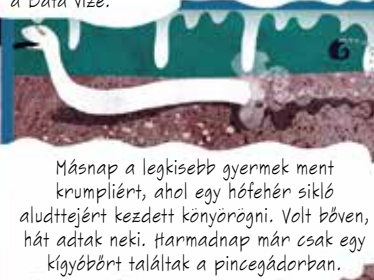 a Bála vize.
Másnap a legkisebb gyermek ment
krumpliért, ahol egy hófehér sikló
aludttejért kezdett könyörögni. Volt bőven,
hát adtak neki. Harmadnap már csak egy
kígyóbőrt találtak a pincegádorban.